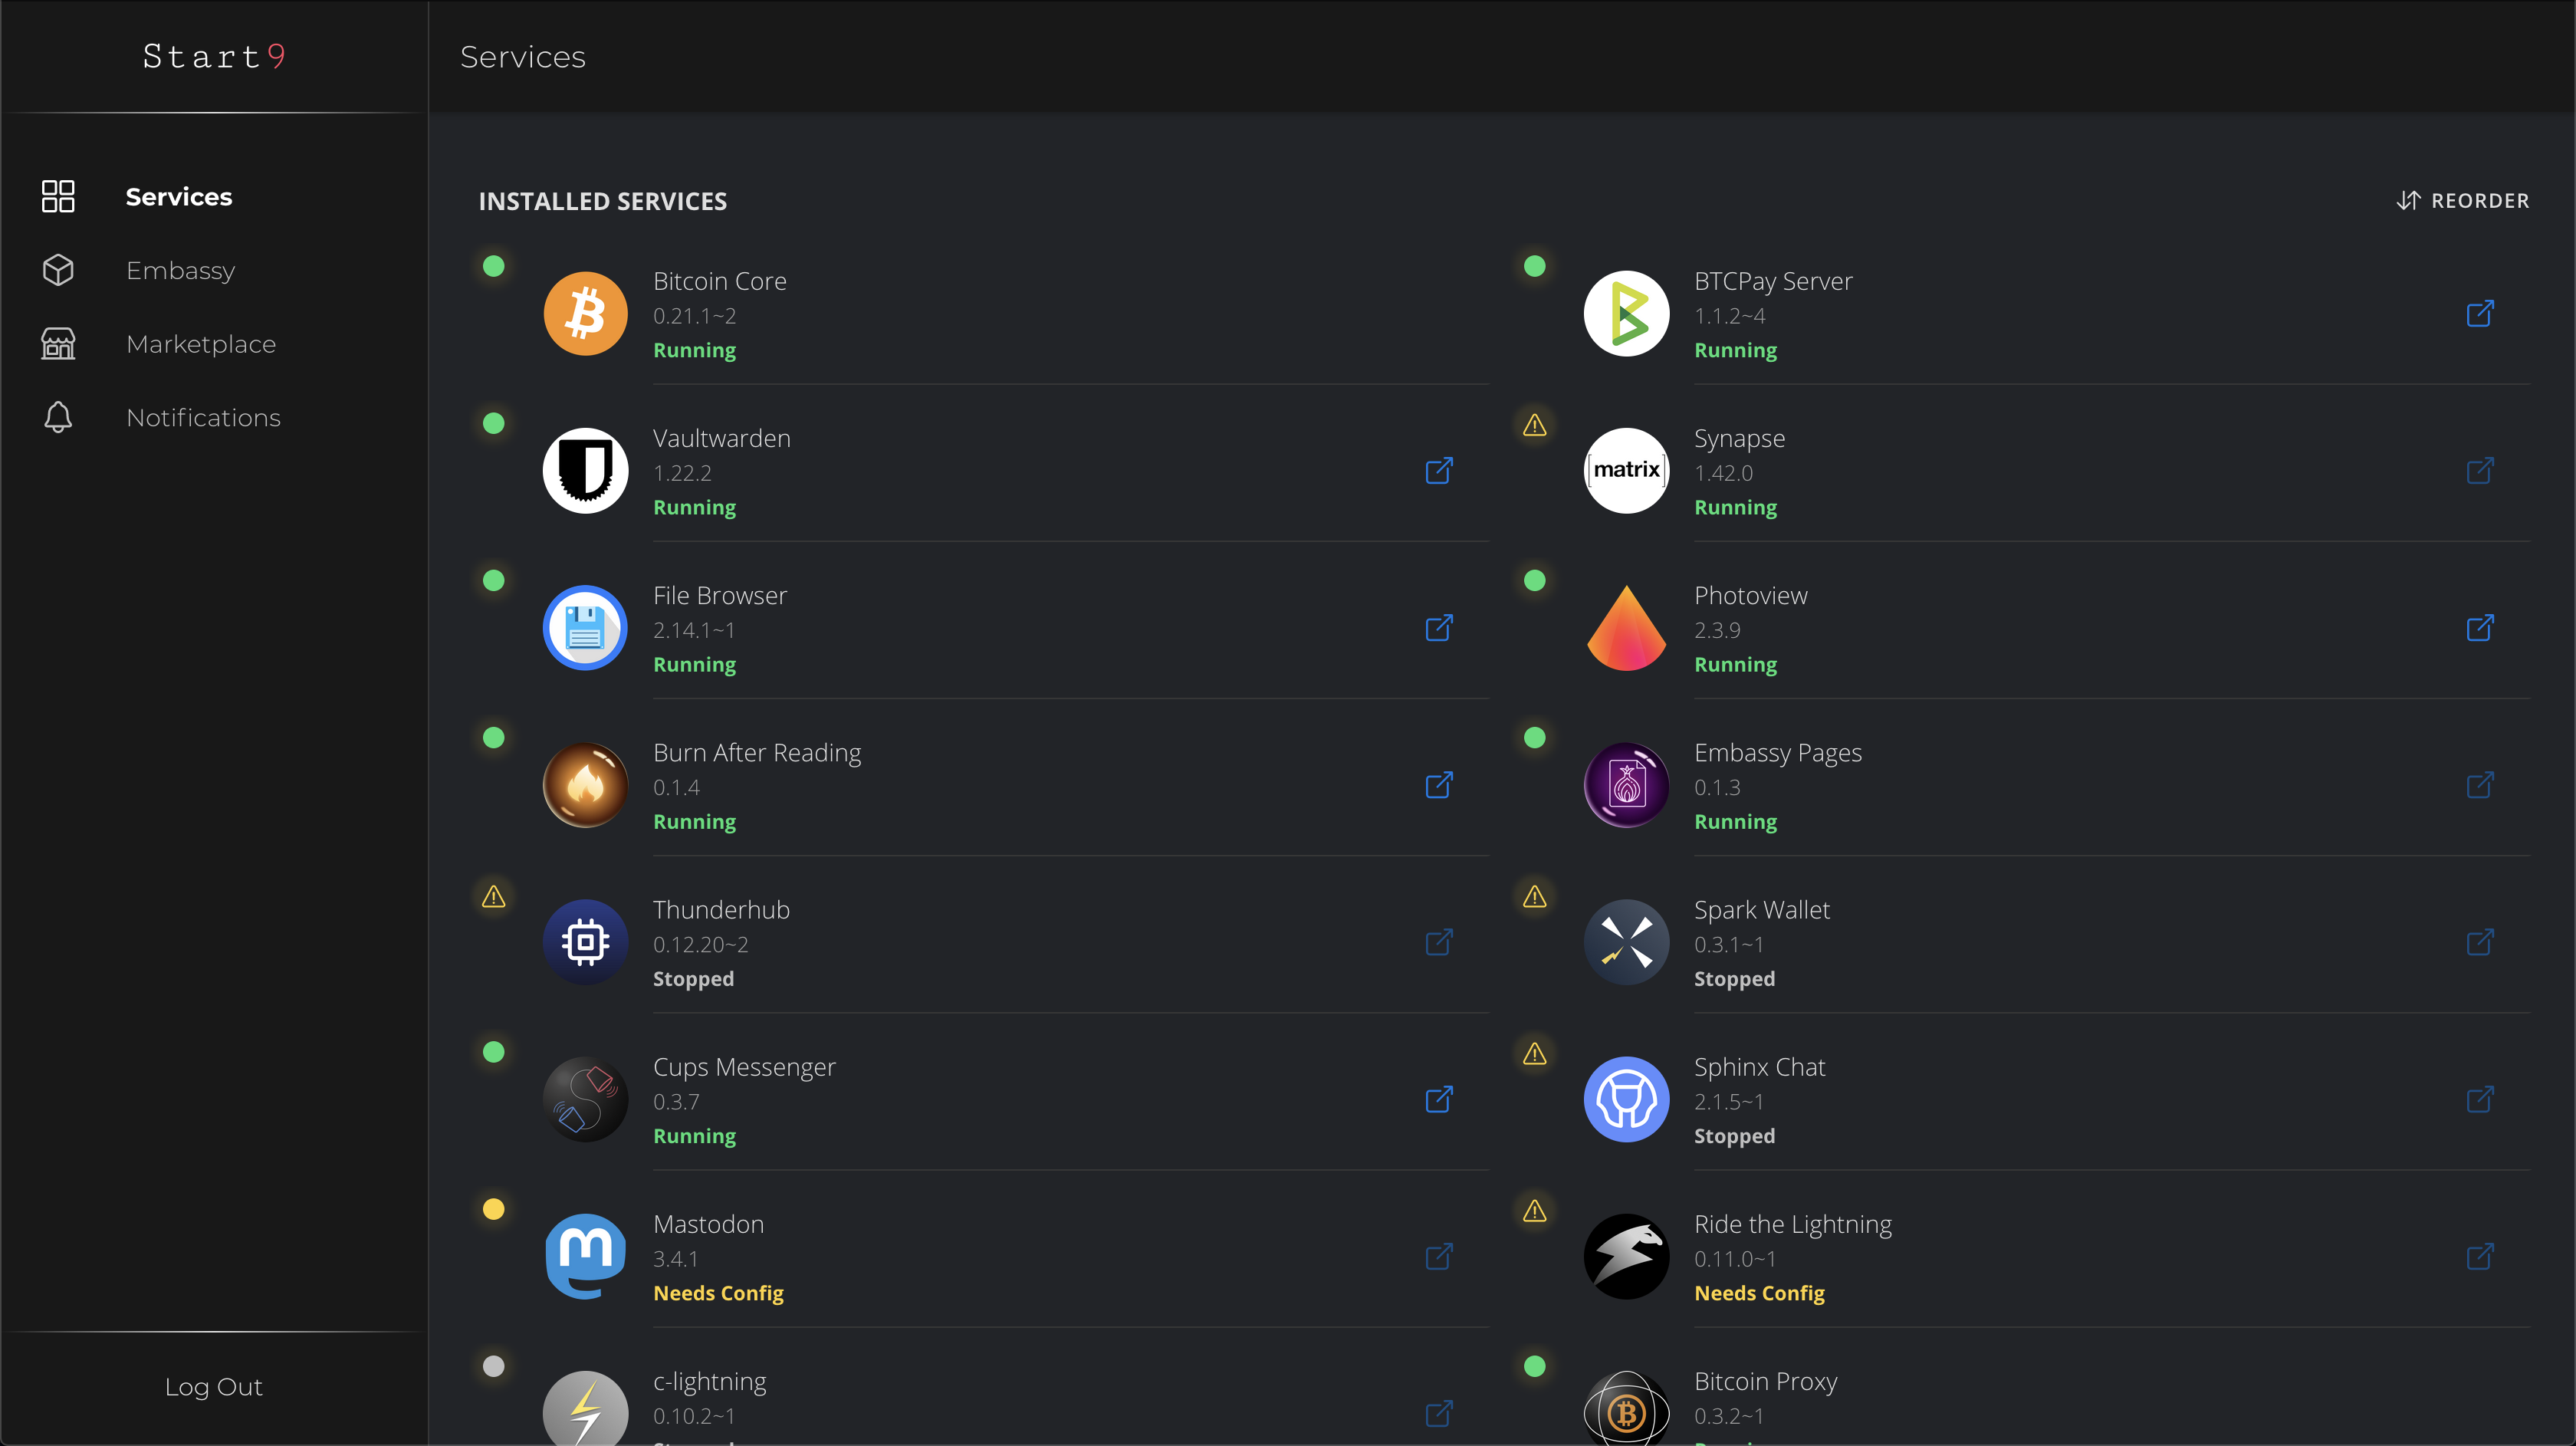 Start9
Services
Services
Embassy
Marketplace
Notifications
Log Out
INSTALLED SERVICES
REORDER
Bitcoin Core
0.21.1~2
Running
BTCPay Server
1.1.2~4
Running
Vaultwarden
1.22.2
Running
[matrix]
Synapse
1.42.0
Running
File Browser
2.14.1~1
Running
Photoview
2.3.9
Running
Burn After Reading
0.1.4
Running
Embassy Pages
0.1.3
Running
Thunderhub
0.12.20~2
Stopped
Spark Wallet
0.3.1~1
Stopped
Cups Messenger
0.3.7
Running
Sphinx Chat
2.1.5~1
Stopped
Mastodon
3.4.1
Needs Config
Ride the Lightning
0.11.0~1
Needs Config
c-lightning
0.10.2~1
Bitcoin Proxy
0.3.2~1